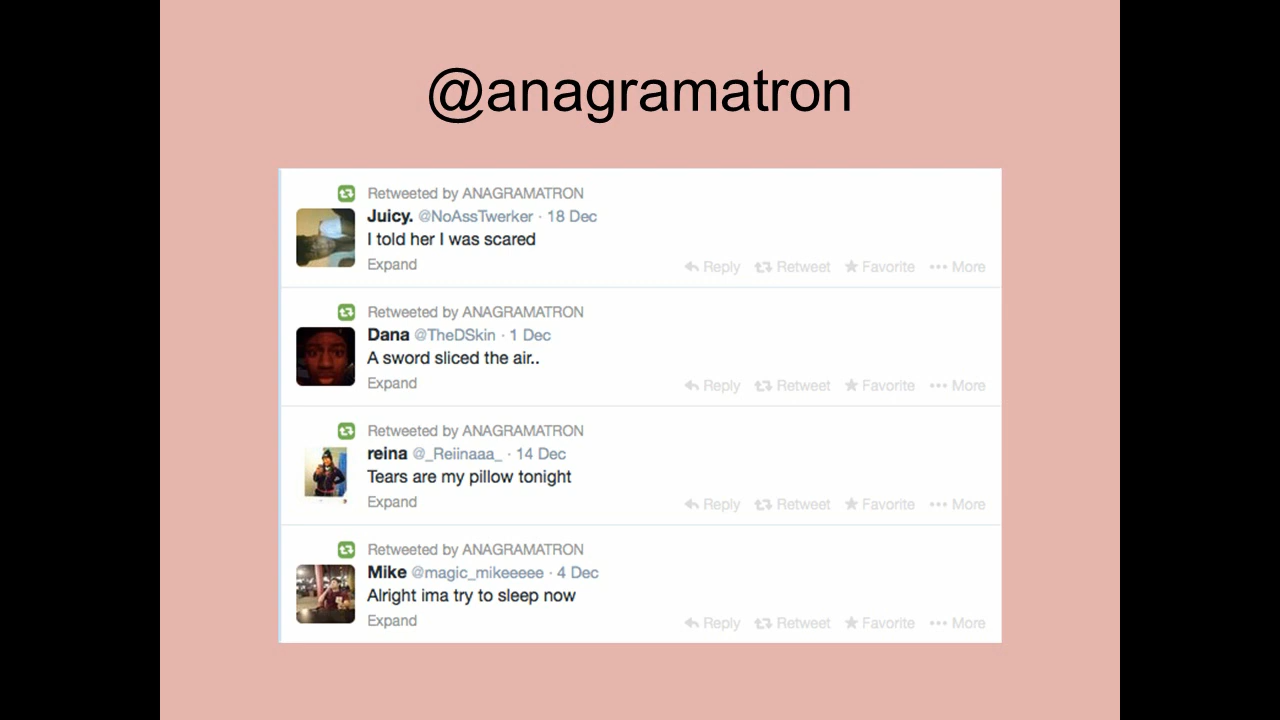 @anagramatron
Retweeted by ANAGRAMATRON
Juicy. @NoAssTwerker · 18 Dec
I told her I was scared
Expand Reply Retweet Favorite More
Retweeted by ANAGRAMATRON
Dana @TheDSkin · 1 Dec
A sword sliced the air..
Expand Reply Retweet Favorite More
Retweeted by ANAGRAMATRON
reina @_Reiinaaa_ · 14 Dec
Tears are my pillow tonight
Expand Reply Retweet Favorite More
Retweeted by ANAGRAMATRON
Mike @magic_mikeeeee · 4 Dec
Alright ima try to sleep now
Expand Reply Retweet Favorite More